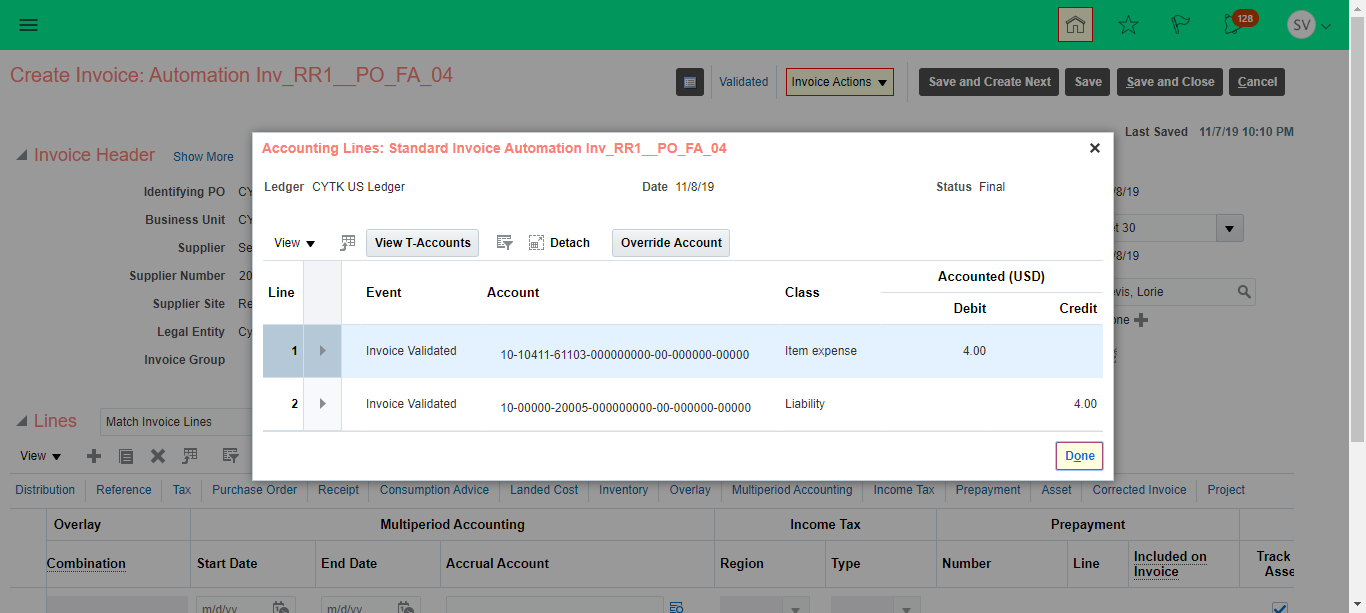 128
SV
Create Invoice: Automation Inv_RR1__PO_FA_04
Validated
Invoice Actions
Save and Create Next
Save
Save and Close
Cancel
Last Saved 11/7/19 10:10 PM
Invoice Header
Show More
Identifying PO CY
Business Unit CY
Supplier Se
Supplier Number 20
Supplier Site Re
Legal Entity Cy
Invoice Group
/8/19
t 30
/8/19
vis, Lorie
one
Accounting Lines: Standard Invoice Automation Inv_RR1__PO_FA_04
Ledger CYTK US Ledger
Date 11/8/19
Status Final
View
View T-Accounts
Detach
Override Account
Line Event Account Class Accounted (USD)
Debit Credit
1 Invoice Validated 10-10411-61103-000000000-00-000000-00000 Item expense 4.00
2 Invoice Validated 10-00000-20005-000000000-00-000000-00000 Liability 4.00
Done
Lines
Match Invoice Lines
View
Distribution Reference Tax Purchase Order Receipt Consumption Advice Landed Cost Inventory Overlay Multiperiod Accounting Income Tax Prepayment Asset Corrected Invoice Project
Overlay Multiperiod Accounting Income Tax Prepayment
Combination Start Date End Date Accrual Account Region Type Number Line Included on Invoice Track Asse
m/d/yy m/d/yy